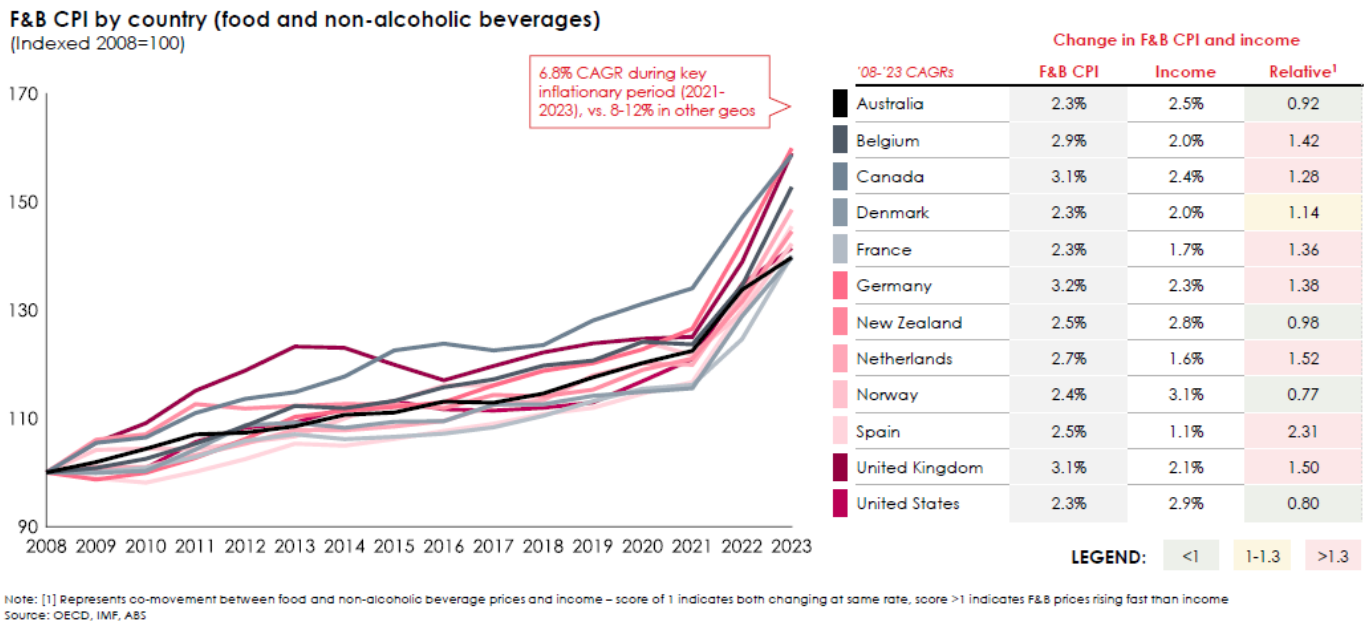 F&B CPI by country (food and non-alcoholic beverages)
(Indexed 2008=100)
6.8% CAGR during key
inflationary period (2021-
2023), vs. 8-12% in other geos
170
150
130
110
90
2008 2009 2010 2011 2012 2013 2014 2015 2016 2017 2018 2019 2020 2021 2022 2023
Change in F&B CPI and income
'08-'23 CAGRs F&B CPI Income Relative¹
Australia 2.3% 2.5% 0.92
Belgium 2.9% 2.0% 1.42
Canada 3.1% 2.4% 1.28
Denmark 2.3% 2.0% 1.14
France 2.3% 1.7% 1.36
Germany 3.2% 2.3% 1.38
New Zealand 2.5% 2.8% 0.98
Netherlands 2.7% 1.6% 1.52
Norway 2.4% 3.1% 0.77
Spain 2.5% 1.1% 2.31
United Kingdom 3.1% 2.1% 1.50
United States 2.3% 2.9% 0.80
LEGEND: <1 1-1.3 >1.3
Note: [1] Represents co-movement between food and non-alcoholic beverage prices and income – score of 1 indicates both changing at same rate, score >1 indicates F&B prices rising fast than income
Source: OECD, IMF, ABS